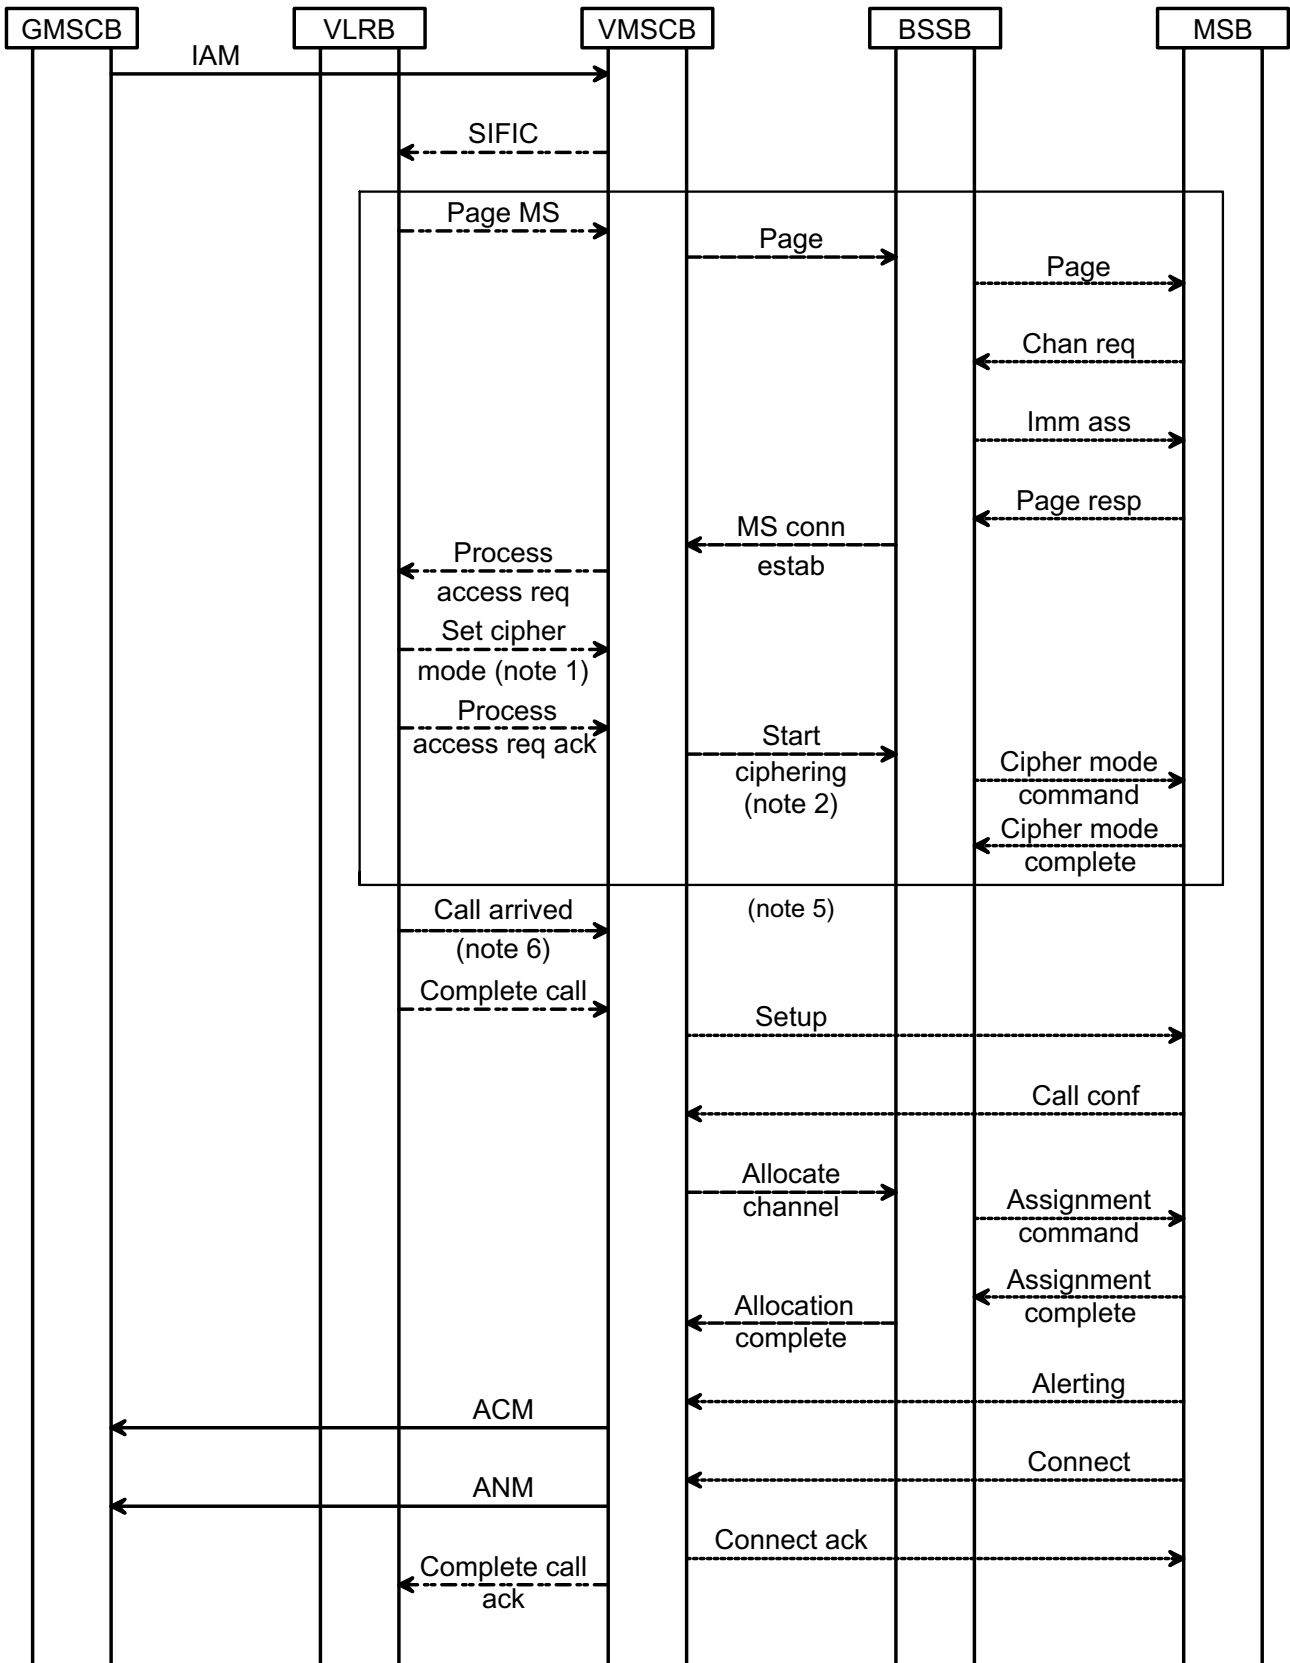 GMSCB VLRB VMSCB BSSB MSB
IAM
SIFIC
Page MS
Page
Page
Chan req
Imm ass
Page resp
MS conn
estab
Process
access req
Set cipher
mode (note 1)
Process
access req ack
Start
ciphering
(note 2)
Cipher mode
command
Cipher mode
complete
Call arrived
(note 6)
(note 5)
Complete call
Setup
Call conf
Allocate
channel
Assignment
command
Assignment
complete
Allocation
complete
Alerting
ACM
Connect
ANM
Connect ack
Complete call
ack